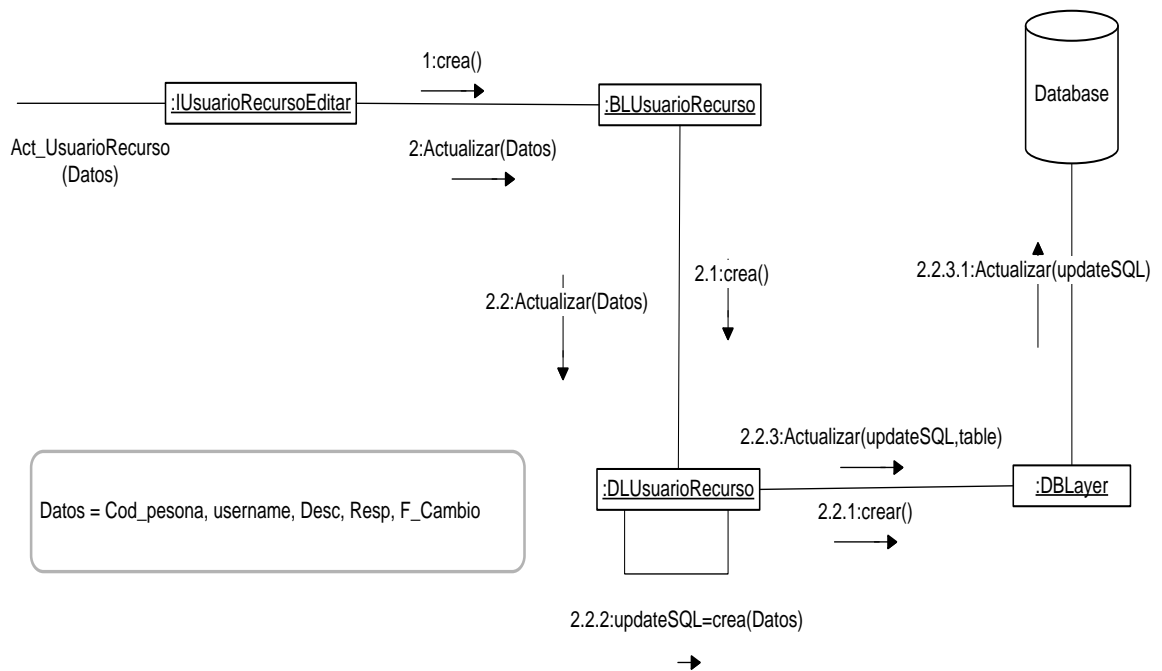 1:crea()
Database
:IUsuarioRecursoEditar
:BLUsuarioRecurso
Act_UsuarioRecurso
(Datos)
2:Actualizar(Datos)
2.1:crea()
2.2:Actualizar(Datos)
2.2.3.1:Actualizar(updateSQL)
2.2.3:Actualizar(updateSQL,table)
:DLUsuarioRecurso
:DBLayer
Datos = Cod_pesona, username, Desc, Resp, F_Cambio
2.2.1:crear()
2.2.2:updateSQL=crea(Datos)